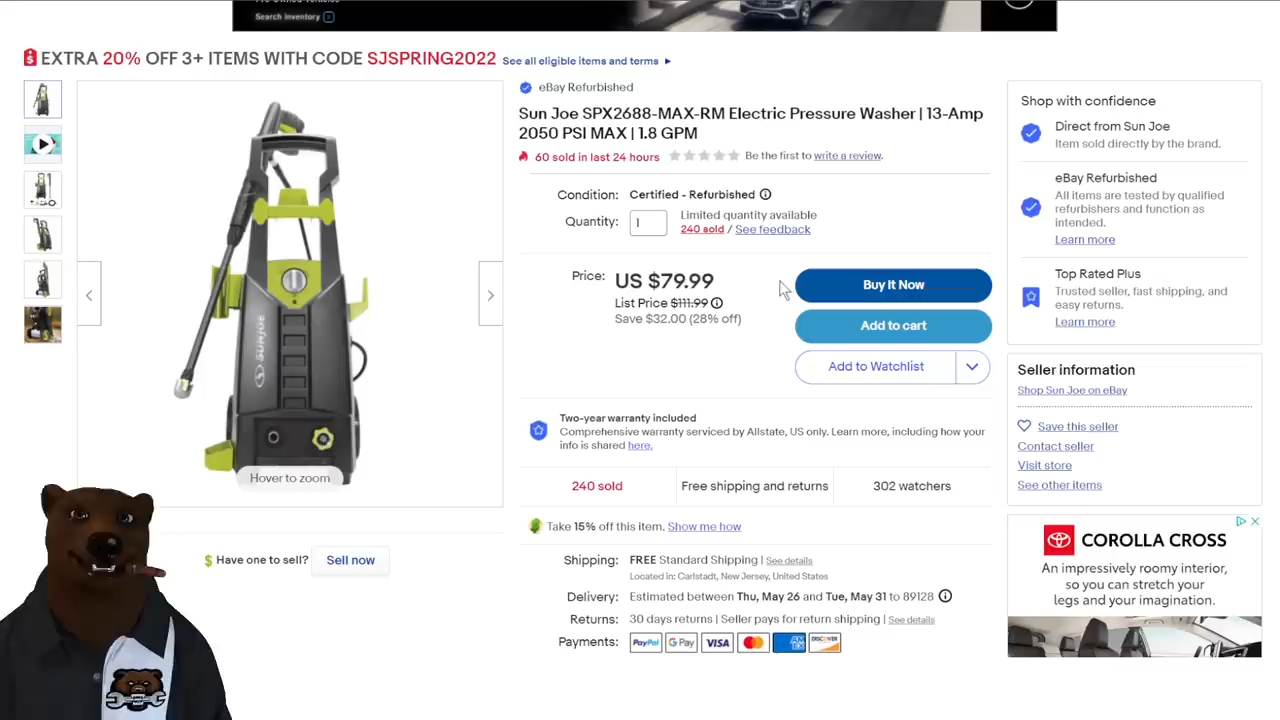 Search inventory
EXTRA 20% OFF 3+ ITEMS WITH CODE SJSPRING2022 See all eligible items and terms
eBay Refurbished
Sun Joe SPX2688-MAX-RM Electric Pressure Washer | 13-Amp
2050 PSI MAX | 1.8 GPM
60 sold in last 24 hours
Be the first to write a review.
Condition: Certified - Refurbished
Quantity: 1
Limited quantity available
240 sold / See feedback
Price: US $79.99
List Price $111.99
Save $32.00 (28% off)
Buy It Now
Add to cart
Add to Watchlist
Two-year warranty included
Comprehensive warranty serviced by Allstate, US only. Learn more, including how your
info is shared here.
240 sold
Free shipping and returns
302 watchers
Take 15% off this item. Show me how
Shipping: FREE Standard Shipping | See details
Located in: Carlstadt, New Jersey, United States
Delivery: Estimated between Thu, May 26 and Tue, May 31 to 89128
Returns: 30 days returns | Seller pays for return shipping | See details
Payments: PayPal G Pay VISA DISCOVER
SUNJOE
Hover to zoom
$ Have one to sell? Sell now
Shop with confidence
Direct from Sun Joe
Item sold directly by the brand.
eBay Refurbished
All items are tested by qualified
refurbishers and function as
intended.
Learn more
Top Rated Plus
Trusted seller, fast shipping, and
easy returns.
Learn more
Seller information
Shop Sun Joe on eBay
Save this seller
Contact seller
Visit store
See other items
COROLLA CROSS
An impressively roomy interior,
so you can stretch your
legs and your imagination.